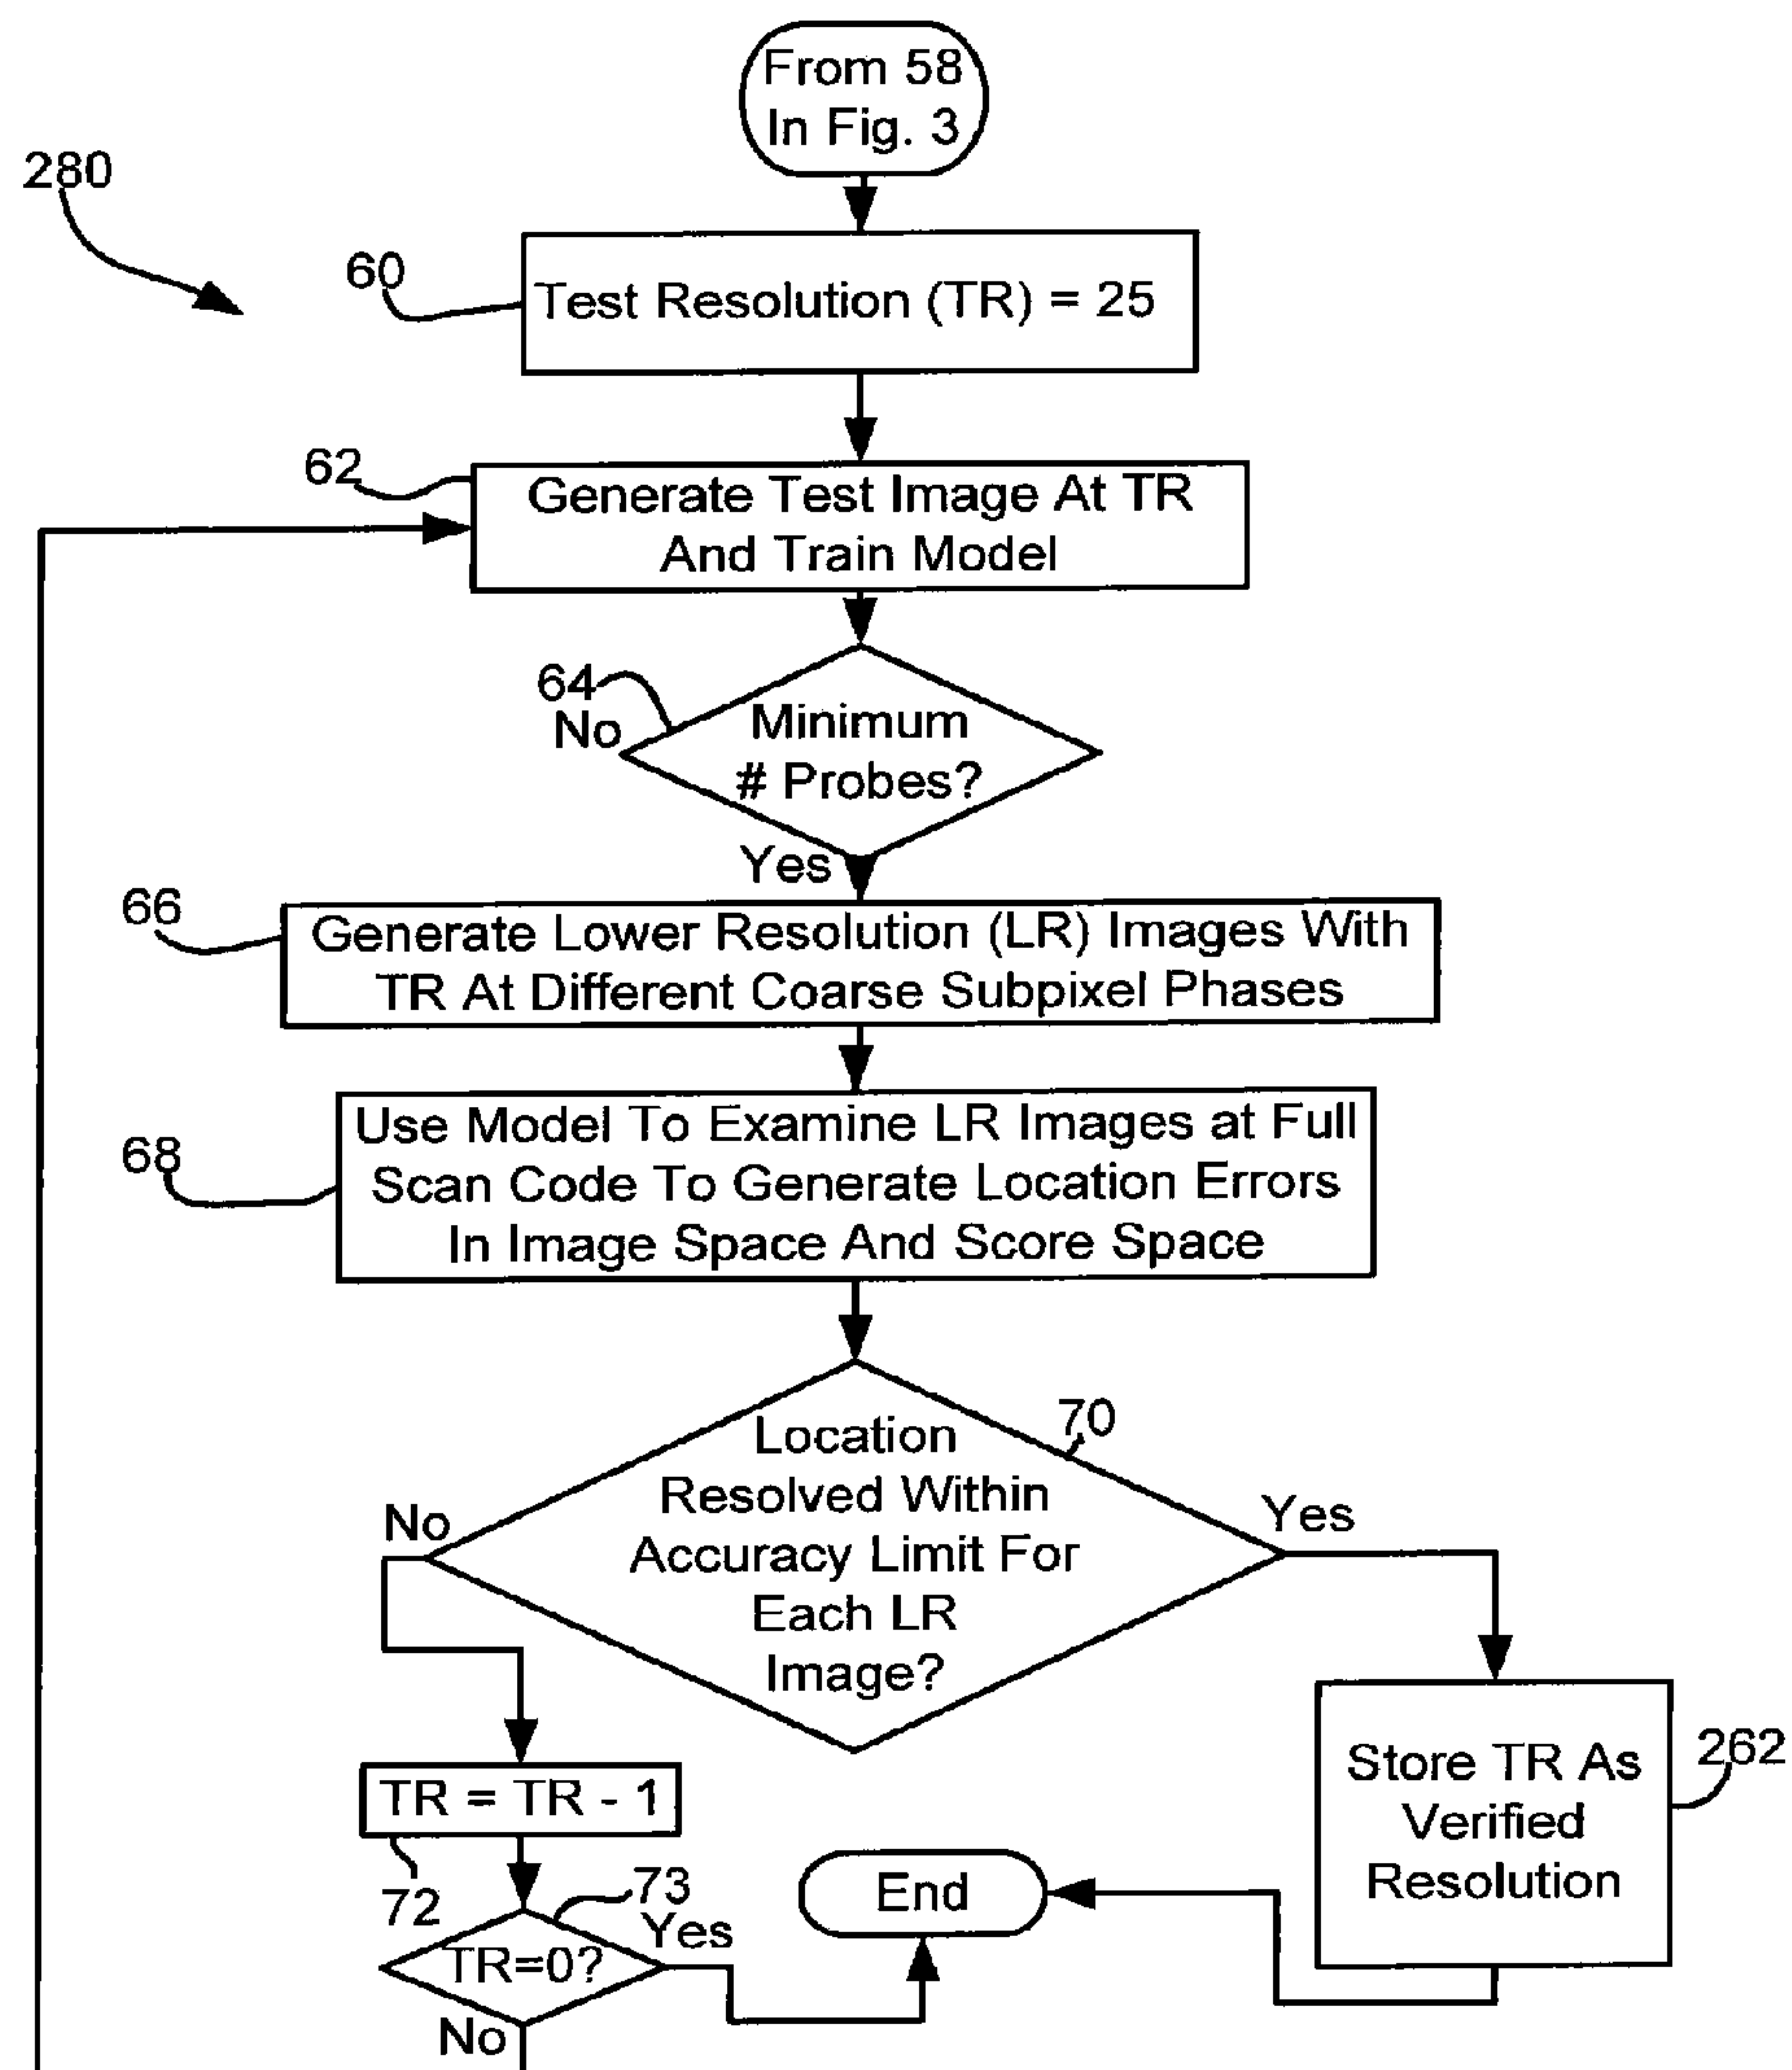 From 58
In Fig. 3
280
60
Test Resolution (TR) = 25
62
Generate Test Image At TR
And Train Model
64
No
Minimum
# Probes?
Yes
66
Generate Lower Resolution (LR) Images With
TR At Different Coarse Subpixel Phases
68
Use Model To Examine LR Images at Full
Scan Code To Generate Location Errors
In Image Space And Score Space
70
Location
Resolved Within
Accuracy Limit For
Each LR
Image?
No
Yes
TR = TR - 1
72
Store TR As
Verified
Resolution
262
End
73
Yes
TR=0?
No